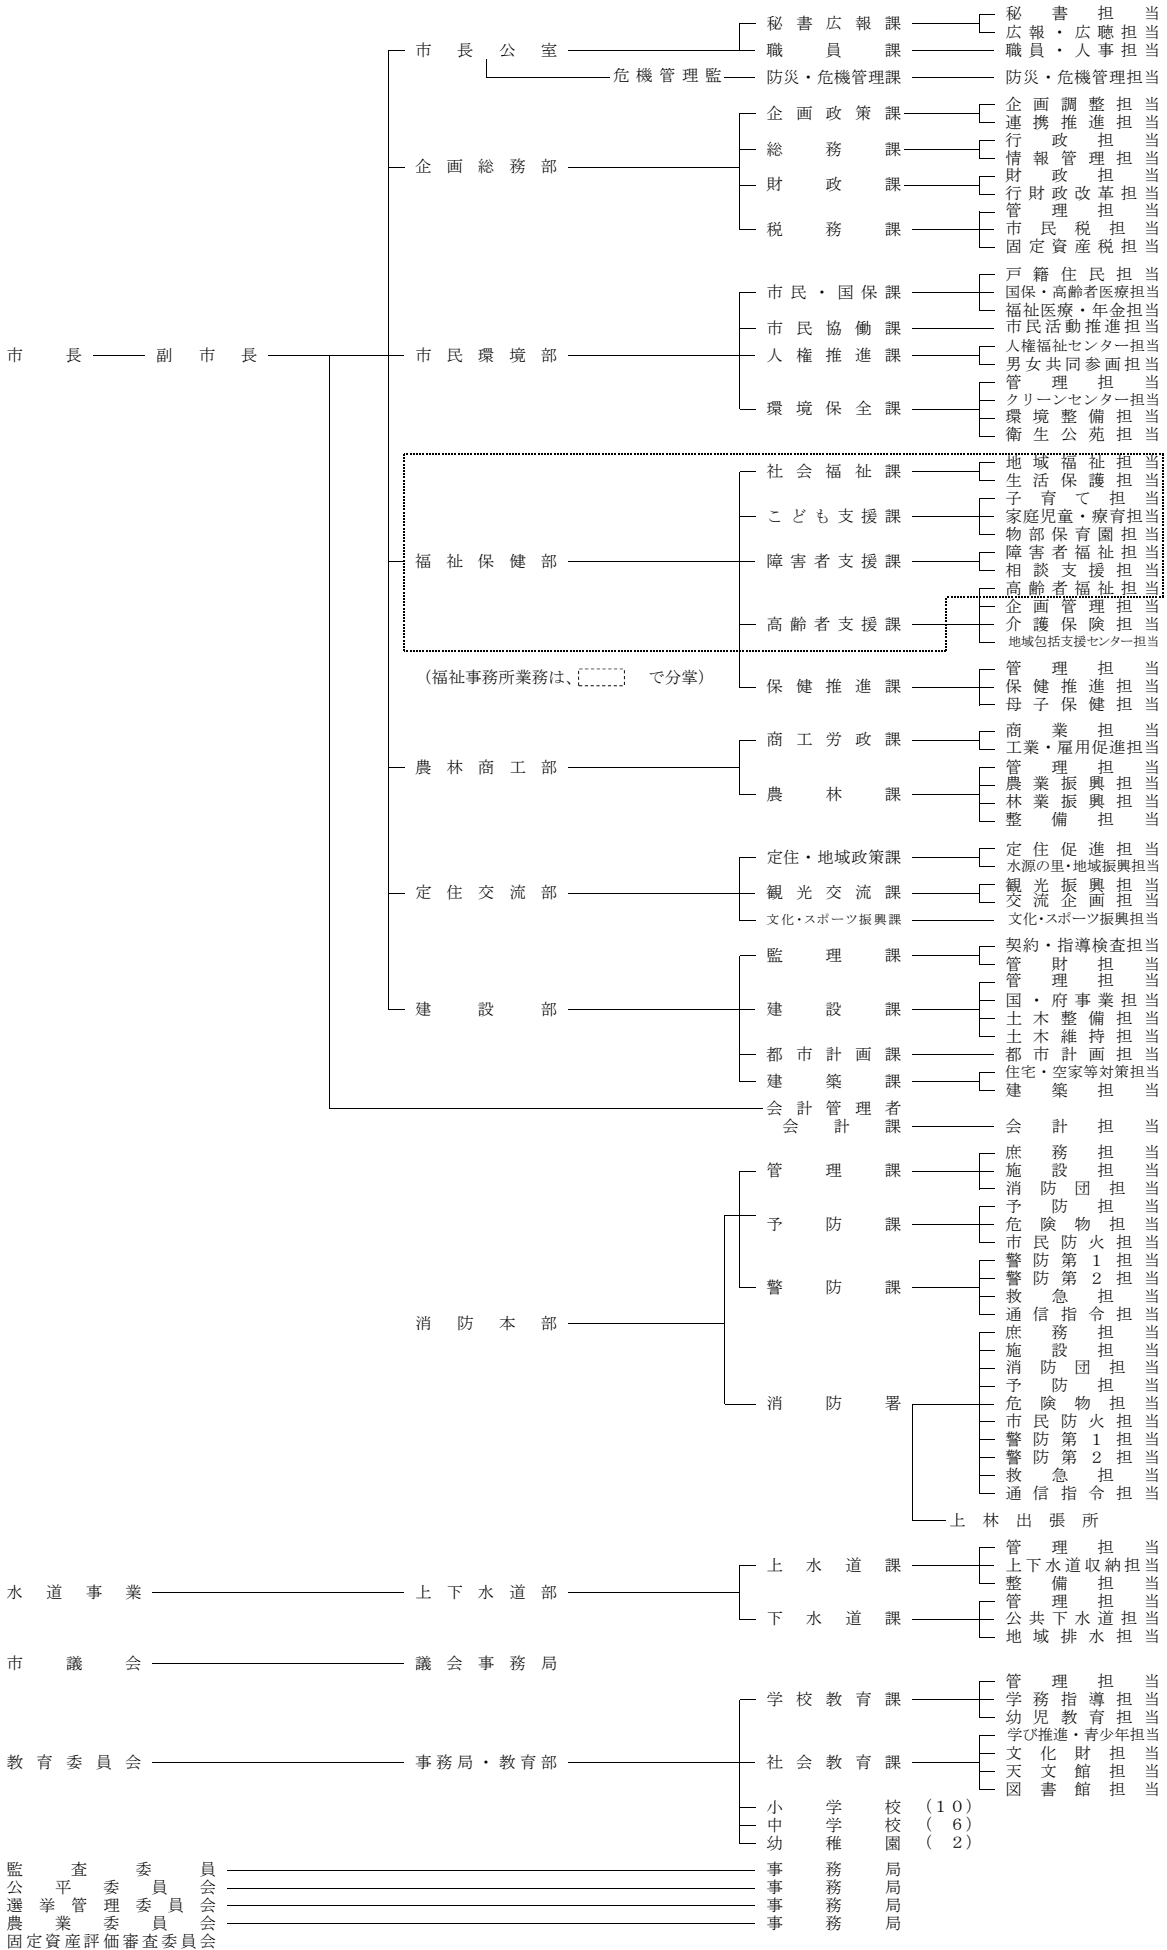 秘書担当
秘書広報課
広報・広聴担当
市長公室
職員課
職員・人事担当
危機管理監
防災・危機管理課
防災・危機管理担当
企画調整担当
企画政策課
連携推進担当
行政担当
総務課
情報管理担当
企画総務部
財政担当
財政課
行財政改革担当
管理担当
税務課
市民税担当
固定資産税担当
戸籍住民担当
市民・国保課
国保・高齢者医療担当
福祉医療・年金担当
市民協働課
市民活動推進担当
人権福祉センター担当
市長
副市長
市民環境部
人権推進課
男女共同参画担当
管理担当
クリーンセンター担当
環境保全課
環境整備担当
衛生公苑担当
地域福祉担当
社会福祉課
生活保護担当
子育て担当
こども支援課
家庭児童・療育担当
物部保育園担当
障害者福祉担当
福祉保健部
障害者支援課
相談支援担当
高齢者福祉担当
企画管理担当
高齢者支援課
介護保険担当
地域包括支援センター担当
(福祉事務所業務は、 で分掌)
管理担当
保健推進課
保健推進担当
母子保健担当
商業担当
商工労政課
工業・雇用促進担当
農林商工部
管理担当
農業振興担当
農林課
林業振興担当
整備担当
定住促進担当
定住・地域政策課
水源の里・地域振興担当
観光振興担当
定住交流部
観光交流課
交流企画担当
文化・スポーツ振興課
文化・スポーツ振興担当
契約・指導検査担当
監理課
管財担当
管理担当
国・府事業担当
建設部
建設課
土木整備担当
土木維持担当
都市計画課
都市計画担当
住宅・空家等対策担当
建築課
建築担当
会計管理者
会計課
会計担当
庶務担当
管理課
施設担当
消防団担当
予防担当
予防課
危険物担当
市民防火担当
警防第1担当
警防第2担当
警防課
救急担当
通信指令担当
消防本部
庶務担当
施設担当
消防団担当
予防担当
消防署
危険物担当
市民防火担当
警防第1担当
警防第2担当
救急担当
通信指令担当
上林出張所
管理担当
上水道課
上下水道収納担当
整備担当
水道事業
上下水道部
管理担当
下水道課
公共下水道担当
地域排水担当
市議会
議会事務局
管理担当
学校教育課
学務指導担当
幼児教育担当
学び推進・青少年担当
文化財担当
教育委員会
事務局・教育部
社会教育課
天文館担当
図書館担当
小学校 (10)
中学校 ( 6)
幼稚園 ( 2)
監査委員
事務局
公平委員会
事務局
選挙管理委員会
事務局
農業委員会
事務局
固定資産評価審査委員会